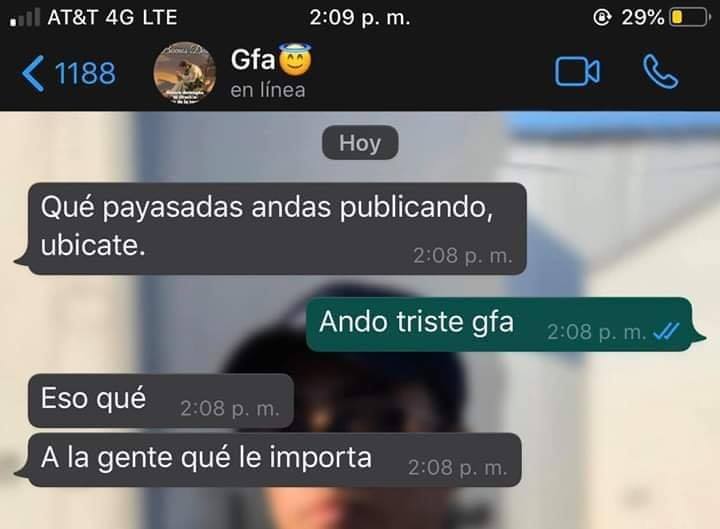 AT&T 4G LTE 2:09 p. m. 29%
1188 Gfa
en línea
Hoy
Qué payasadas andas publicando,
ubicate.
2:08 p. m.
Ando triste gfa 2:08 p. m.
Eso qué 2:08 p. m.
A la gente qué le importa 2:08 p. m.